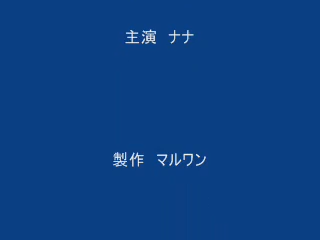 主演　ナナ
製作　マルワン